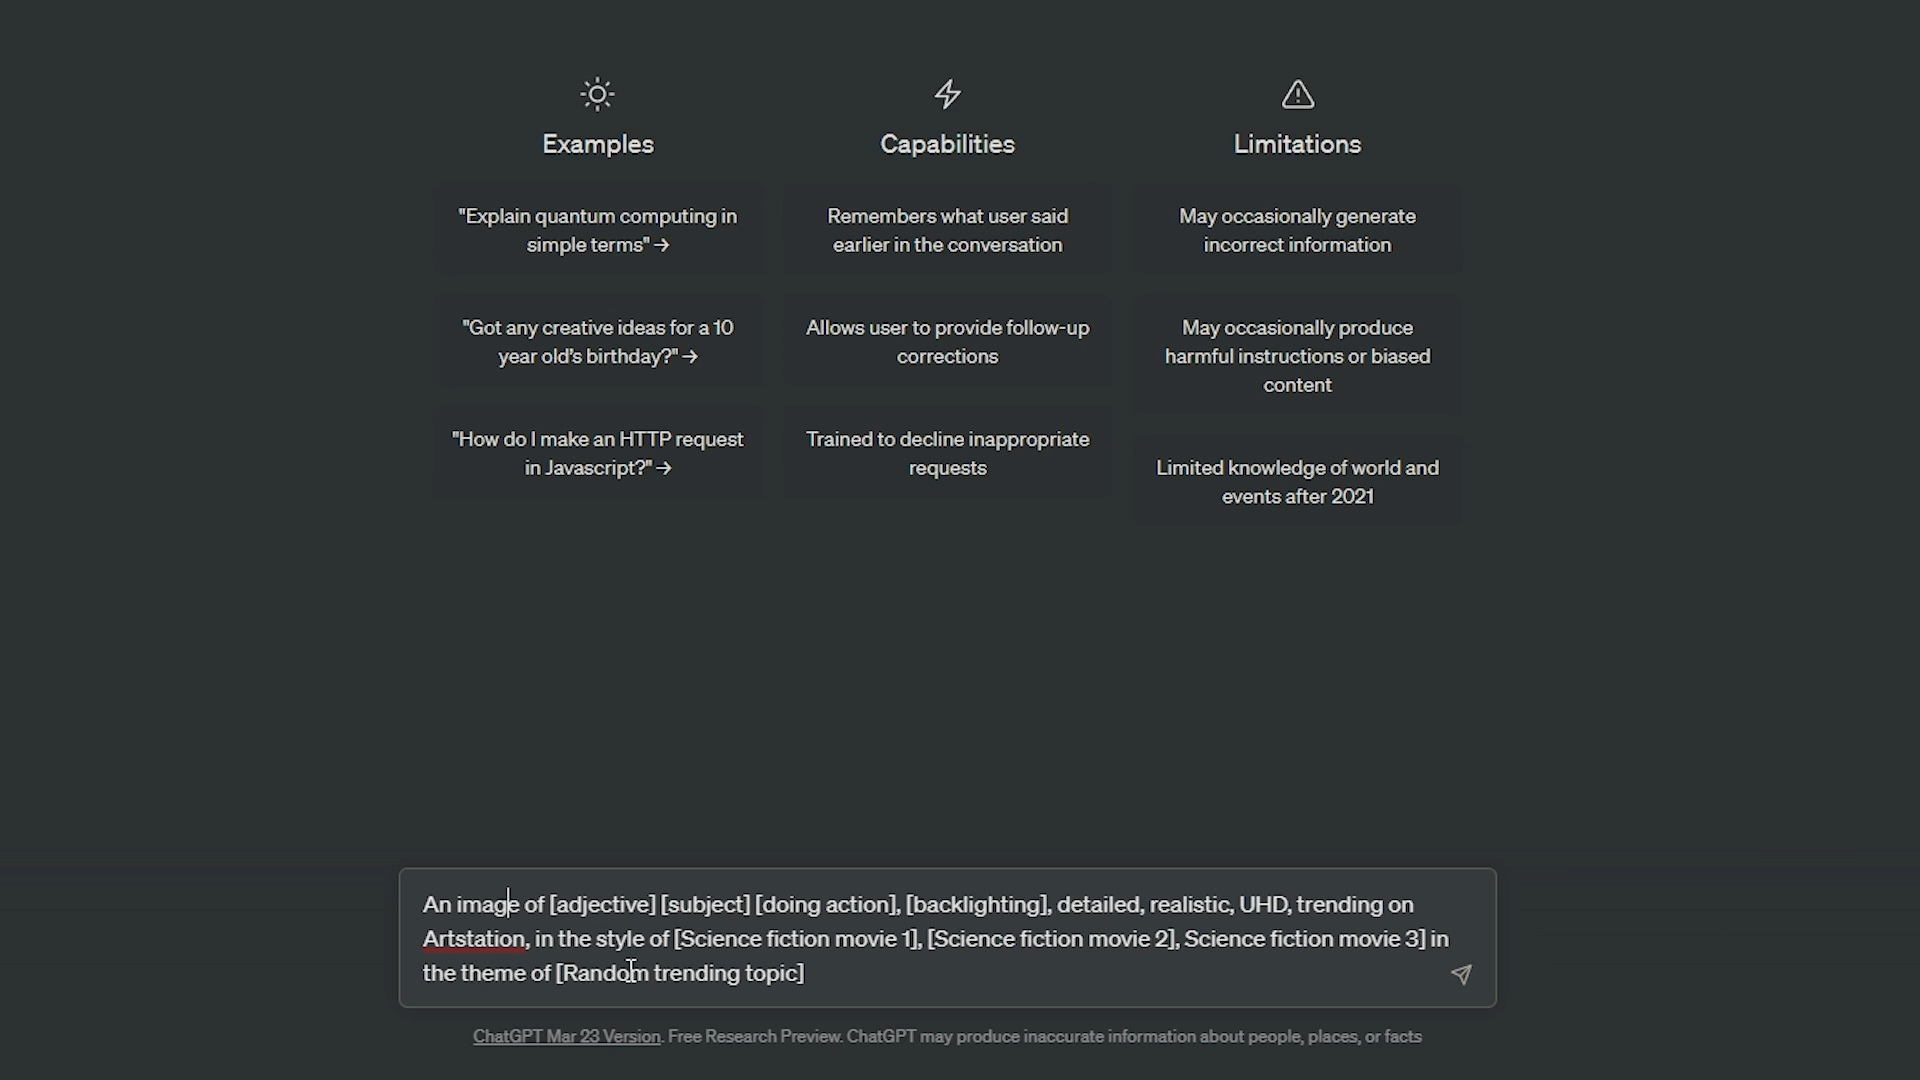 Examples
Capabilities
Limitations
"Explain quantum computing in
simple terms" →
Remembers what user said
earlier in the conversation
May occasionally generate
incorrect information
"Got any creative ideas for a 10
year old’s birthday?" →
Allows user to provide follow-up
corrections
May occasionally produce
harmful instructions or biased
content
"How do I make an HTTP request
in Javascript?" →
Trained to decline inappropriate
requests
Limited knowledge of world and
events after 2021
An image of [adjective] [subject] [doing action], [backlighting], detailed, realistic, UHD, trending on
Artstation, in the style of [Science fiction movie 1], [Science fiction movie 2], Science fiction movie 3] in
the theme of [Random trending topic]
ChatGPT Mar 23 Version. Free Research Preview. ChatGPT may produce inaccurate information about people, places, or facts